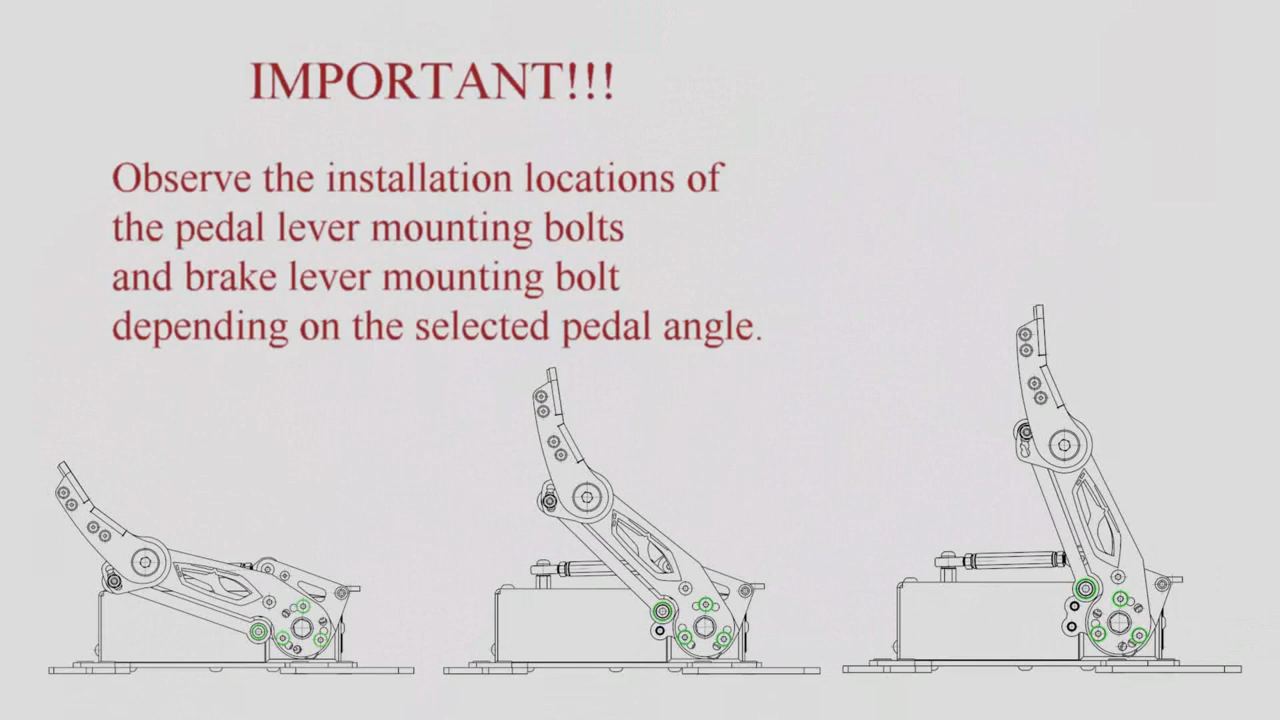 IMPORTANT!!!
Observe the installation locations of
the pedal lever mounting bolts
and brake lever mounting bolt
depending on the selected pedal angle.